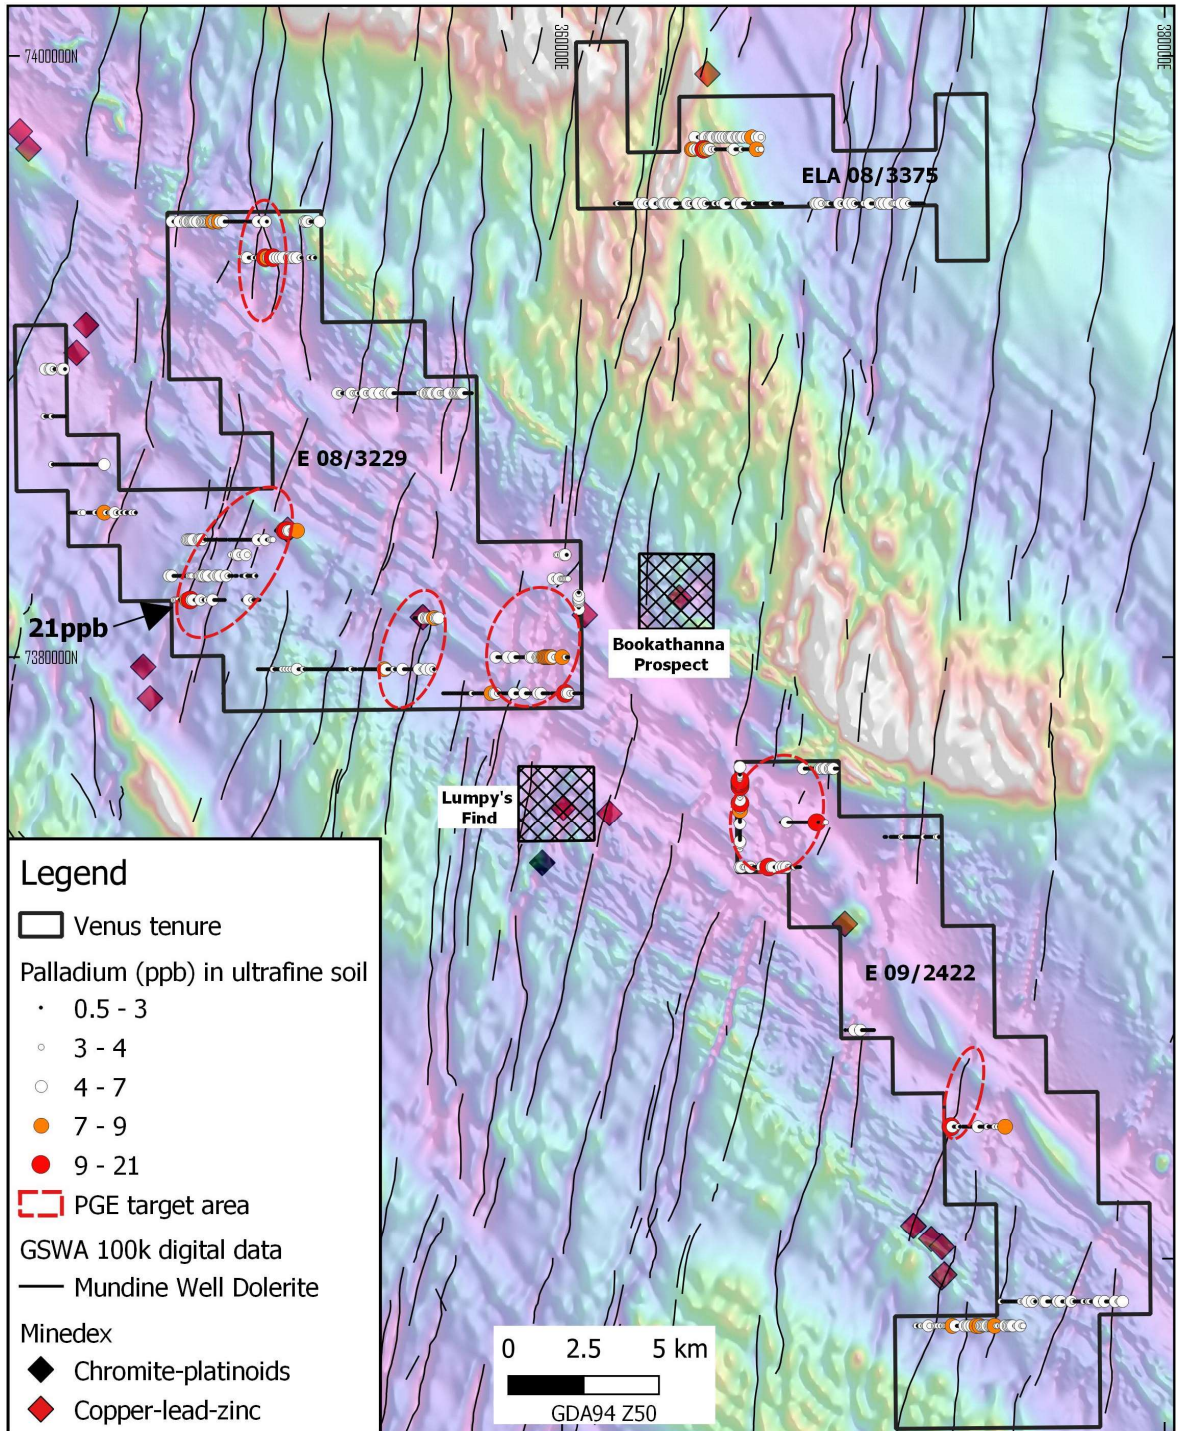 7400000N
360000E
380000E
ELA 08/3375
E 08/3229
21ppb
7380000N
Bookathanna
Prospect
Lumpy's
Find
E 09/2422
Legend
Venus tenure
Palladium (ppb) in ultrafine soil
0.5 - 3
3 - 4
4 - 7
7 - 9
9 - 21
PGE target area
GSWA 100k digital data
Mundine Well Dolerite
Minedex
Chromite-platinoids
Copper-lead-zinc
0 2.5 5 km
GDA94 Z50